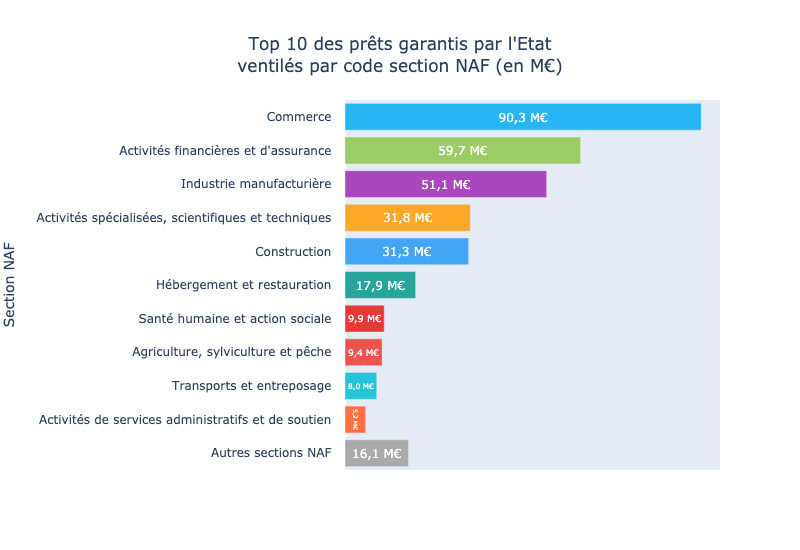 Top 10 des prêts garantis par l'Etat
ventilés par code section NAF (en M€)
Section NAF
Commerce 90,3 M€
Activités financières et d'assurance 59,7 M€
Industrie manufacturière 51,1 M€
Activités spécialisées, scientifiques et techniques 31,8 M€
Construction 31,3 M€
Hébergement et restauration 17,9 M€
Santé humaine et action sociale 9,9 M€
Agriculture, sylviculture et pêche 9,4 M€
Transports et entreposage 8,0 M€
Activités de services administratifs et de soutien 5,2 M€
Autres sections NAF 16,1 M€